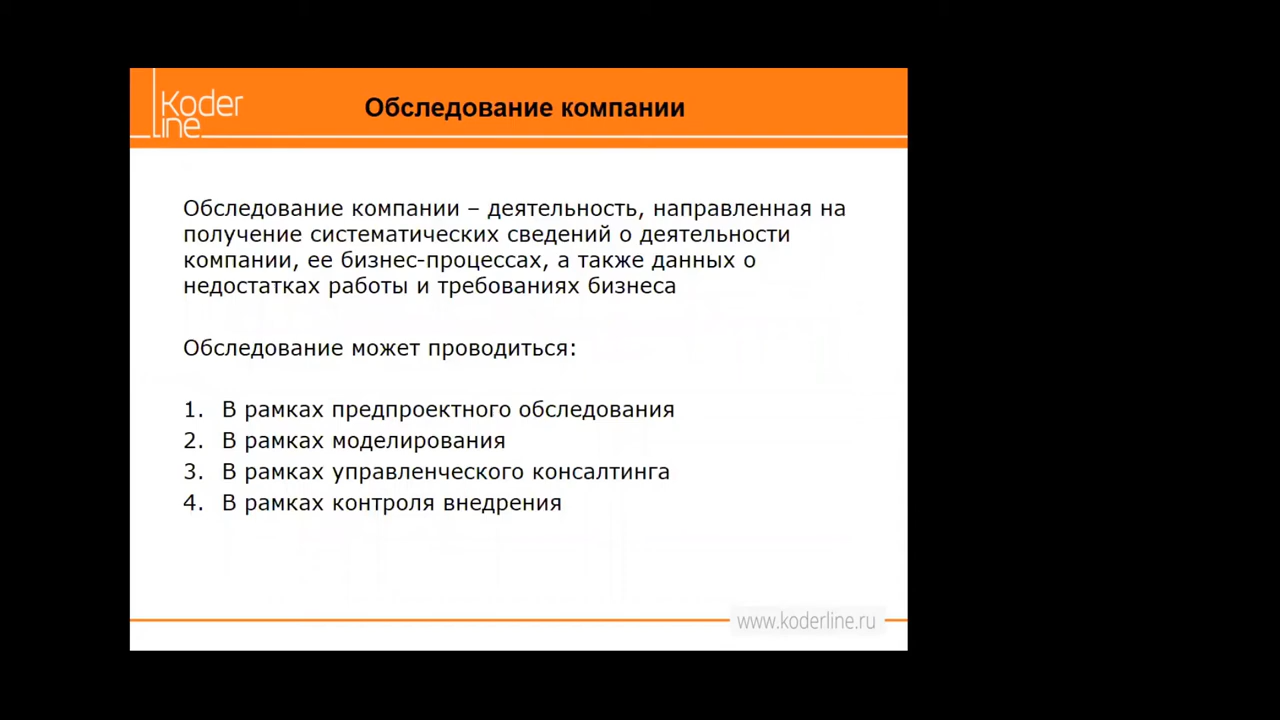 Koder
line
Обследование компании
Обследование компании – деятельность, направленная на
получение систематических сведений о деятельности
компании, ее бизнес-процессах, а также данных о
недостатках работы и требованиях бизнеса
Обследование может проводиться:
1. В рамках предпроектного обследования
2. В рамках моделирования
3. В рамках управленческого консалтинга
4. В рамках контроля внедрения
www.koderline.ru